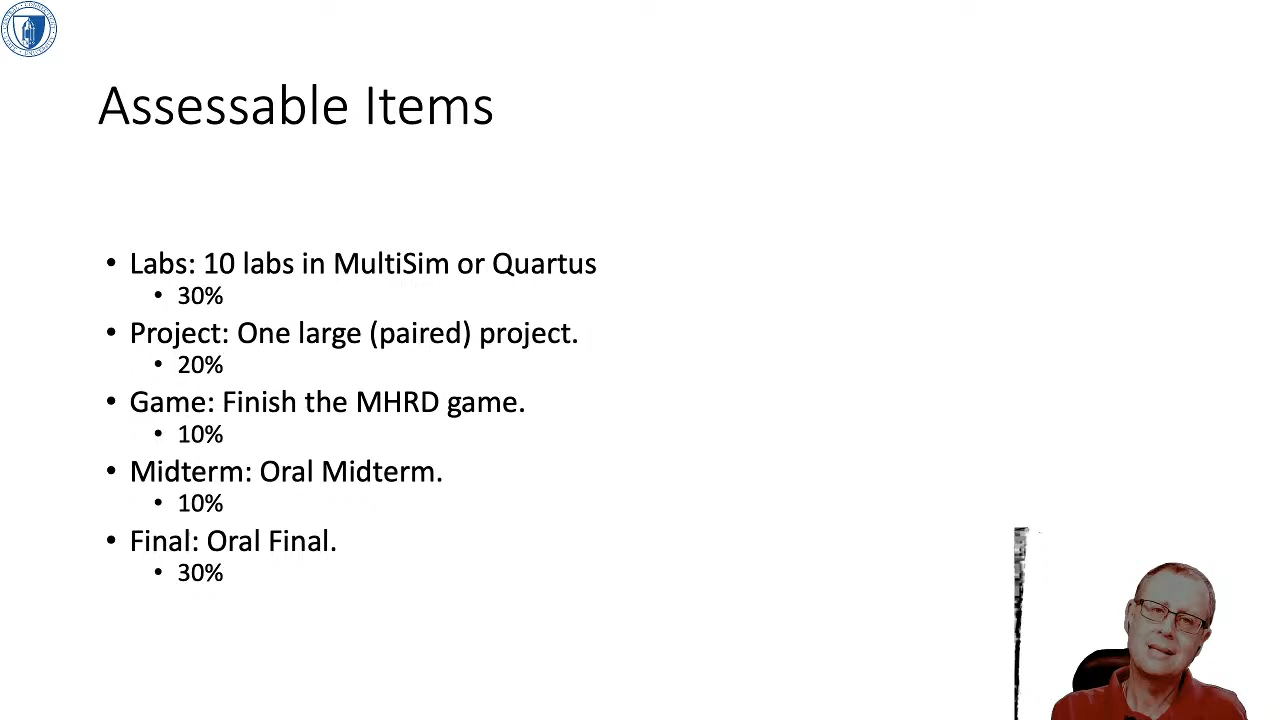 Assessable Items
• Labs: 10 labs in MultiSim or Quartus
• 30%
• Project: One large (paired) project.
• 20%
• Game: Finish the MHRD game.
• 10%
• Midterm: Oral Midterm.
• 10%
• Final: Oral Final.
• 30%